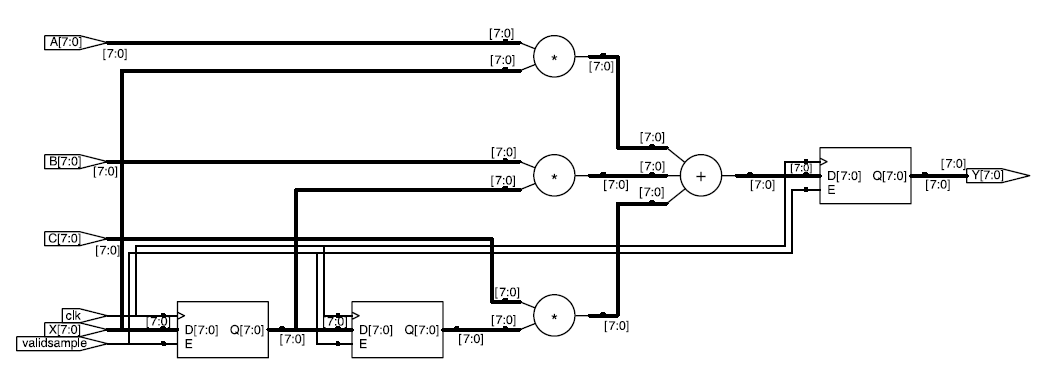 A[7:0] [7:0] [7:0]
[7:0] * [7:0]
B[7:0] [7:0] [7:0]
[7:0] * [7:0]
[7:0]
[7:0]
[7:0]
+ [7:0]
[7:0] D[7:0] Q[7:0] [7:0] [7:0] Y[7:0]
E
C[7:0] [7:0] [7:0]
[7:0] * [7:0]
clk
X[7:0] [7:0] D[7:0] Q[7:0] [7:0] [7:0] D[7:0] Q[7:0] [7:0]
validsample E E